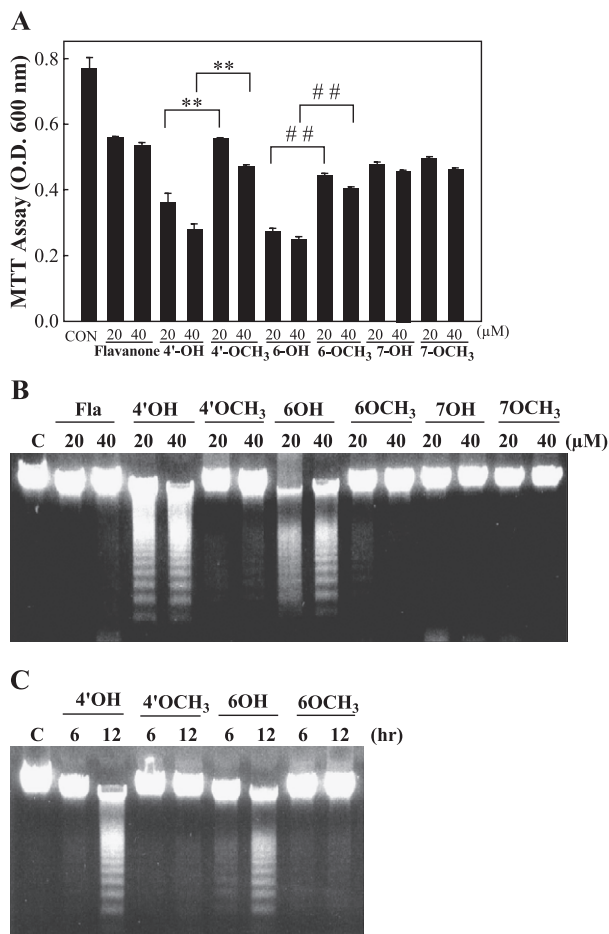 A
MTT Assay (O.D. 600 nm)
0.8
0.6
0.4
0.2
0.0
** ** ## ##
CON 20 40 20 40 20 40 20 40 20 40 20 40 20 40 (μM)
Flavanone 4'-OH 4'-OCH3 6-OH 6-OCH3 7-OH 7-OCH3
B
Fla 4'OH 4'OCH3 6OH 6OCH3 7OH 7OCH3
C 20 40 20 40 20 40 20 40 20 40 20 40 20 40 (μM)
C
4'OH 4'OCH3 6OH 6OCH3
C 6 12 6 12 6 12 6 12 (hr)